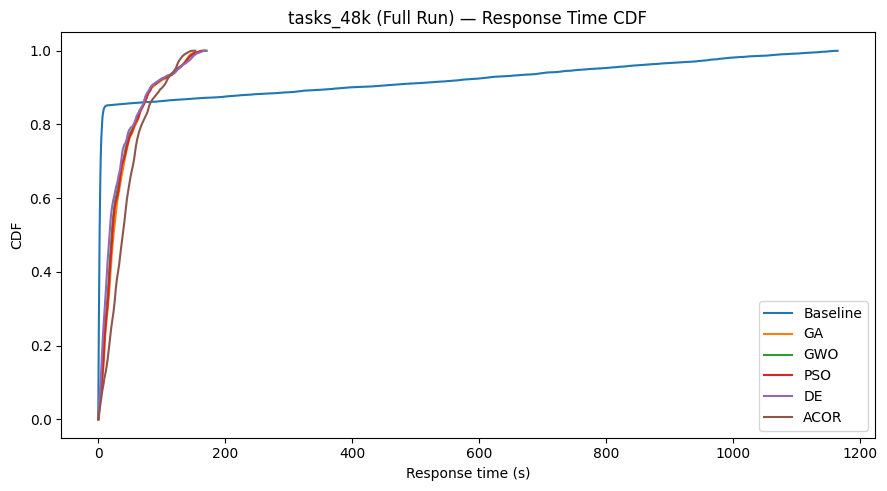 tasks_48k (Full Run) — Response Time CDF
CDF
1.0
0.8
0.6
0.4
0.2
0.0
0
200
400
600
800
1000
1200
Response time (s)
Baseline
GA
GWO
PSO
DE
ACOR